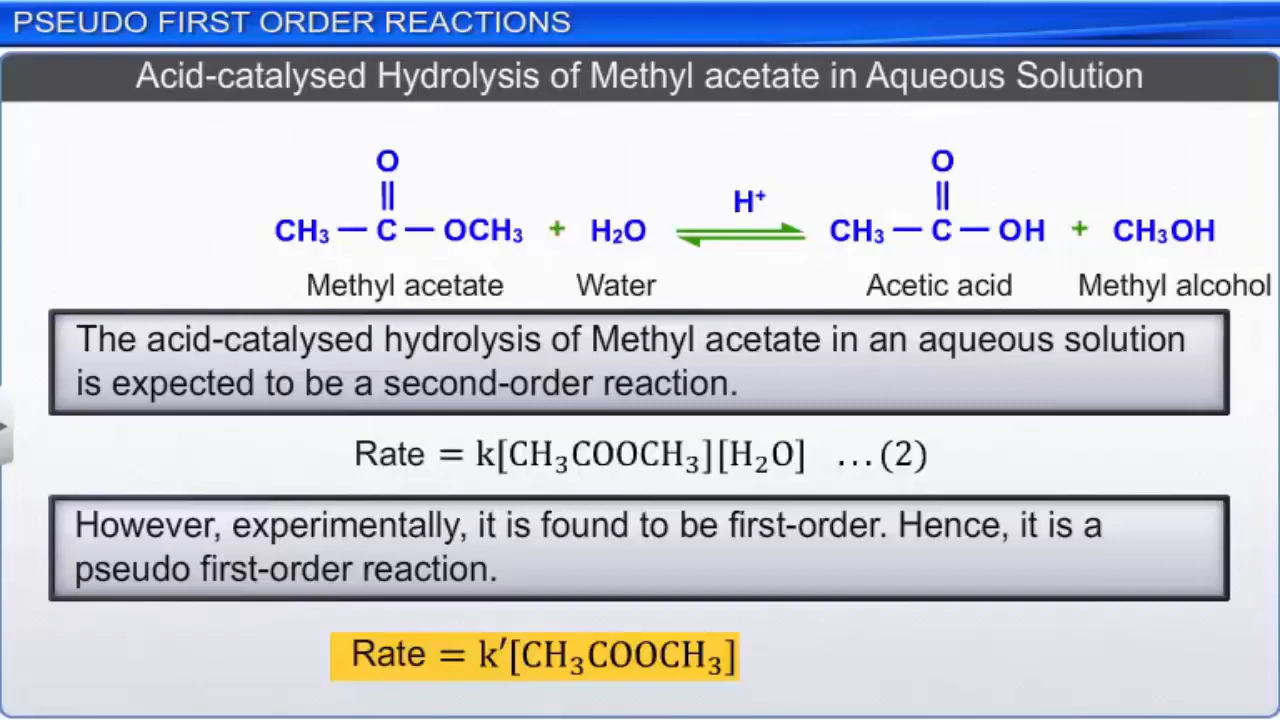 PSEUDO FIRST ORDER REACTIONS
Acid-catalysed Hydrolysis of Methyl acetate in Aqueous Solution
O O
|| H⁺ ||
CH₃ — C — OCH₃ + H₂O ⇌ CH₃ — C — OH + CH₃OH
Methyl acetate Water Acetic acid Methyl alcohol
The acid-catalysed hydrolysis of Methyl acetate in an aqueous solution
is expected to be a second-order reaction.
Rate = k[CH₃COOCH₃][H₂O] …(2)
However, experimentally, it is found to be first-order. Hence, it is a
pseudo first-order reaction.
Rate = k′[CH₃COOCH₃]